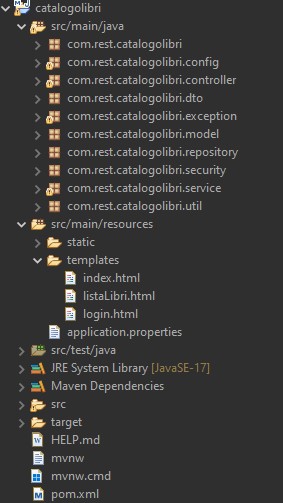 catalogolibri
src/main/java
com.rest.catalogolibri
com.rest.catalogolibri.config
com.rest.catalogolibri.controller
com.rest.catalogolibri.dto
com.rest.catalogolibri.exception
com.rest.catalogolibri.model
com.rest.catalogolibri.repository
com.rest.catalogolibri.security
com.rest.catalogolibri.service
com.rest.catalogolibri.util
src/main/resources
static
templates
index.html
listaLibri.html
login.html
application.properties
src/test/java
JRE System Library [JavaSE-17]
Maven Dependencies
src
target
HELP.md
mvnw
mvnw.cmd
pom.xml